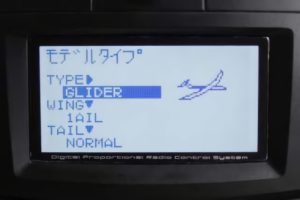 モデルタイプ
TYPE▶
GLIDER
WING▼
1AIL
TAIL▼
NORMAL
Digital Proportional Radio Control System